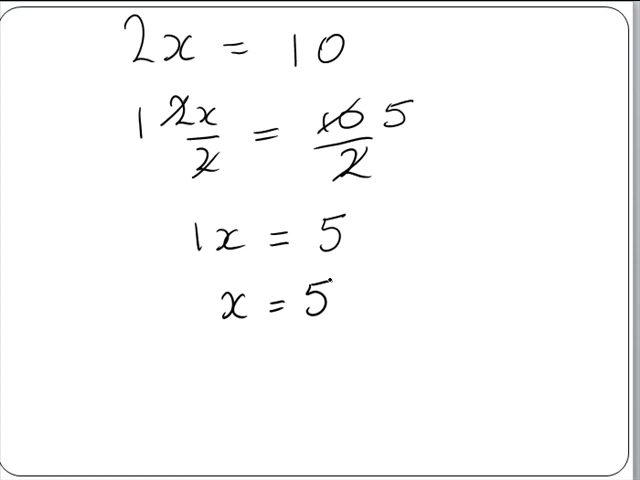 2x = 10
1 2x/2 = 10/2 5
1x = 5
x = 5